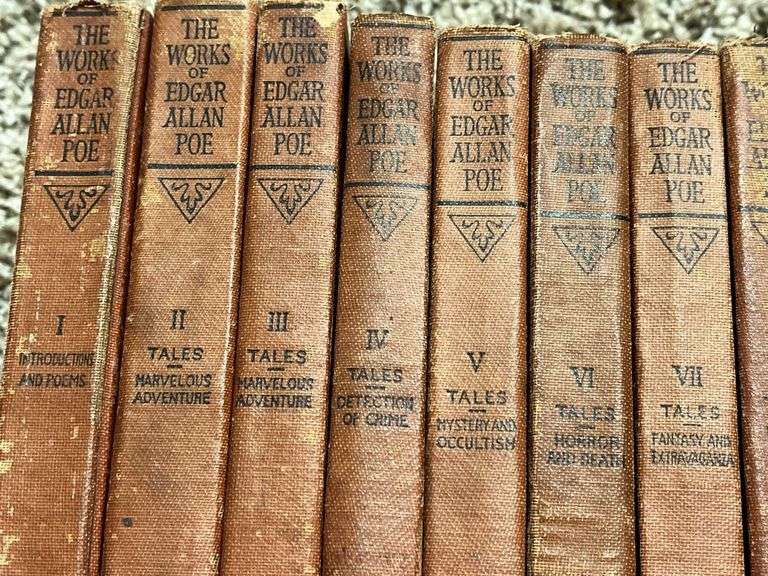 THE
WORKS
OF
EDGAR
ALLAN
POE
I
INTRODUCTIONS
AND POEMS
THE
WORKS
OF
EDGAR
ALLAN
POE
II
TALES
MARVELOUS
ADVENTURE
THE
WORKS
OF
EDGAR
ALLAN
POE
III
TALES
MARVELOUS
ADVENTURE
THE
WORKS
OF
EDGAR
ALLAN
POE
IV
TALES
DETECTION
OF CRIME
THE
WORKS
OF
EDGAR
ALLAN
POE
V
TALES
MYSTERY AND
OCCULTISM
THE
WORKS
OF
EDGAR
ALLAN
POE
VI
TALES
HORROR
AND DEATH
THE
WORKS
OF
EDGAR
ALLAN
POE
VII
TALES
FANTASY AND
EXTRAVAGANZA